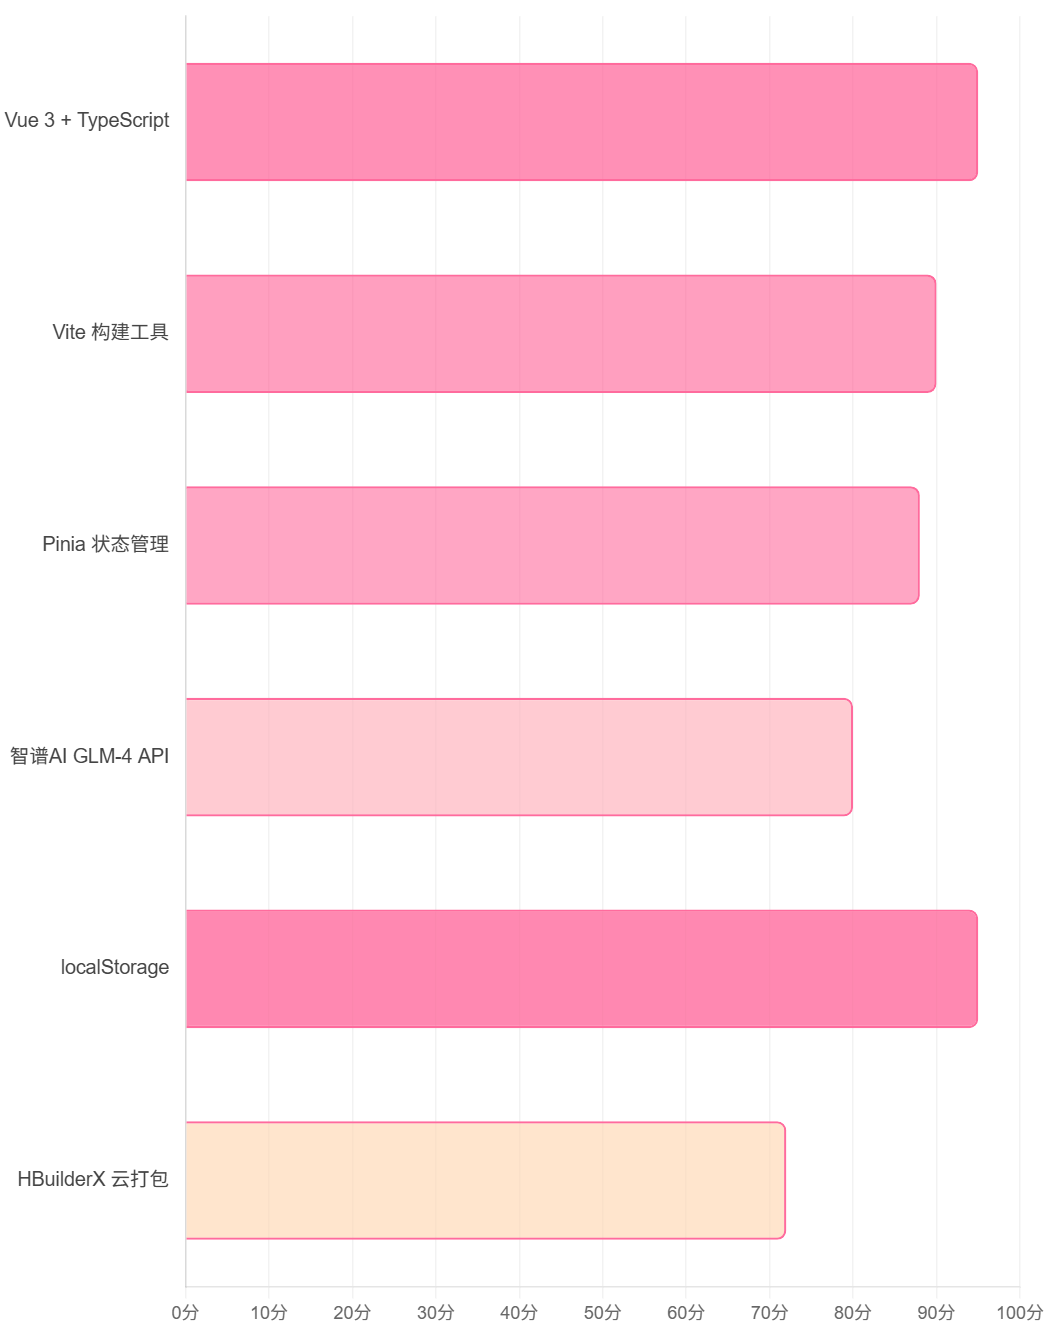 Vue 3 + TypeScript
Vite 构建工具
Pinia 状态管理
智谱AI GLM-4 API
localStorage
HBuilderX 云打包
0分 10分 20分 30分 40分 50分 60分 70分 80分 90分 100分